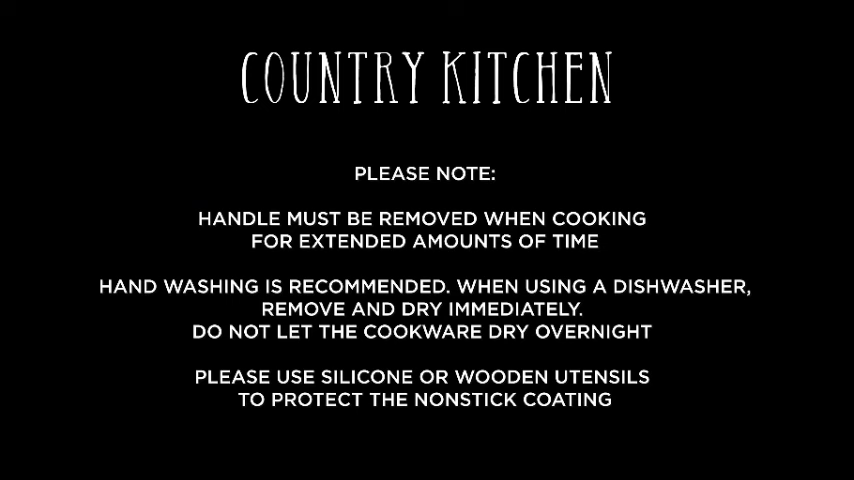 COUNTRY KITCHEN
PLEASE NOTE:
HANDLE MUST BE REMOVED WHEN COOKING
FOR EXTENDED AMOUNTS OF TIME
HAND WASHING IS RECOMMENDED. WHEN USING A DISHWASHER,
REMOVE AND DRY IMMEDIATELY.
DO NOT LET THE COOKWARE DRY OVERNIGHT
PLEASE USE SILICONE OR WOODEN UTENSILS
TO PROTECT THE NONSTICK COATING